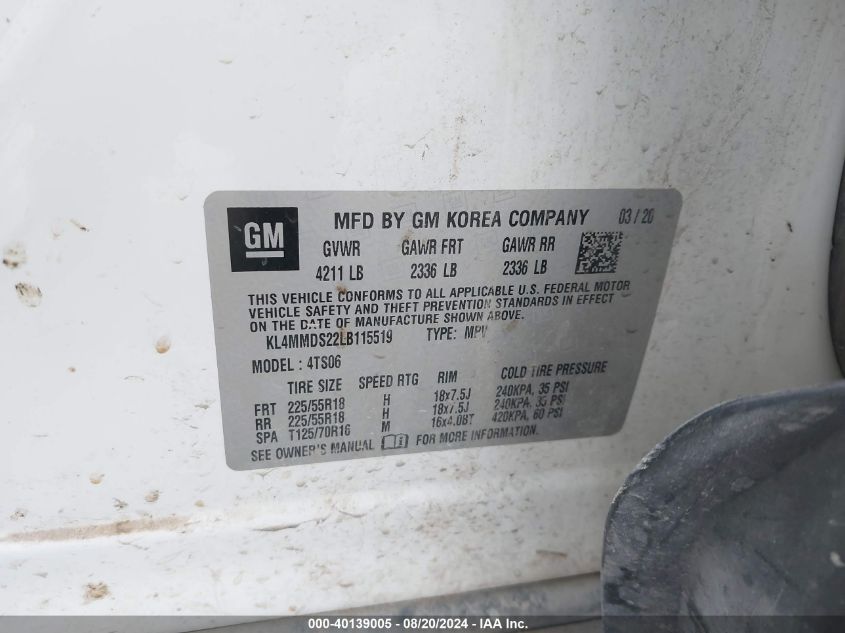 GM MFD BY GM KOREA COMPANY 03/20
GVWR GAWR FRT GAWR RR
4211 LB 2336 LB 2336 LB
THIS VEHICLE CONFORMS TO ALL APPLICABLE U.S. FEDERAL MOTOR
VEHICLE SAFETY AND THEFT PREVENTION STANDARDS IN EFFECT
ON THE DATE OF MANUFACTURE SHOWN ABOVE.
KL4MMDS22LB115519 TYPE: MPV
MODEL: 4TS06
TIRE SIZE SPEED RTG RIM COLD TIRE PRESSURE
FRT 225/55R18 H 18x7.5J 240KPA, 35 PSI
RR 225/55R18 H 18x7.5J 240KPA, 35 PSI
SPA T125/70R16 M 16x4.0BT 420KPA, 60 PSI
SEE OWNER'S MANUAL FOR MORE INFORMATION.
000-40139005 - 08/20/2024 - IAA Inc.